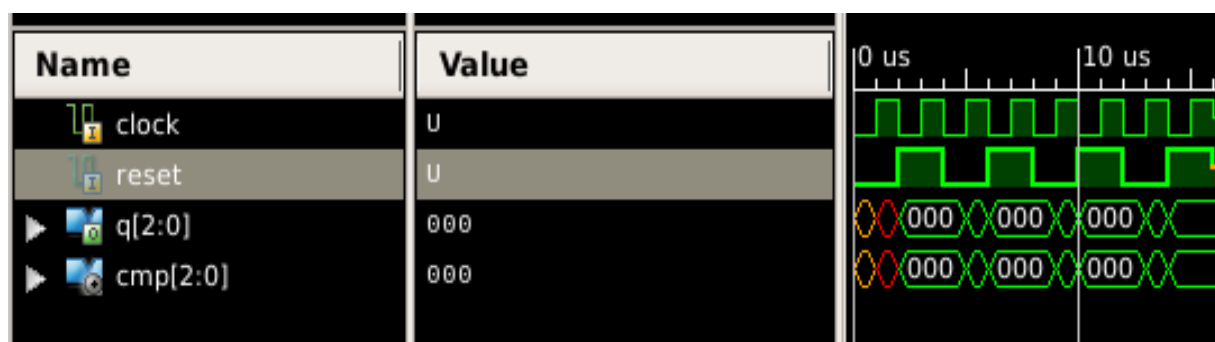 Name Value 0 us 10 us
clock U
reset U
q[2:0] 000 000 000 000
cmp[2:0] 000 000 000 000